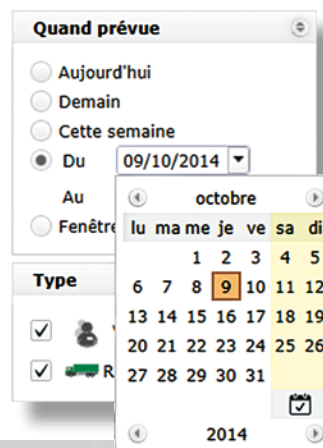 Quand prévue
Aujourd'hui
Demain
Cette semaine
Du 09/10/2014
Au
octobre
lu ma me je ve sa di
1 2 3 4 5
6 7 8 9 10 11 12
13 14 15 16 17 18 19
20 21 22 23 24 25 26
27 28 29 30 31
2014
Fenêtre
Type
R